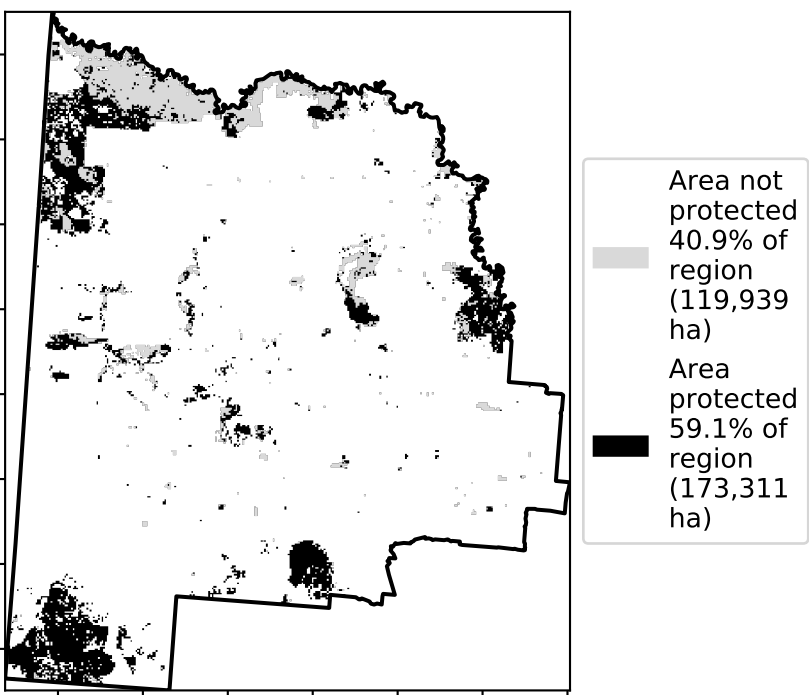 Area not
protected
40.9% of
region
(119,939
ha)
Area
protected
59.1% of
region
(173,311
ha)